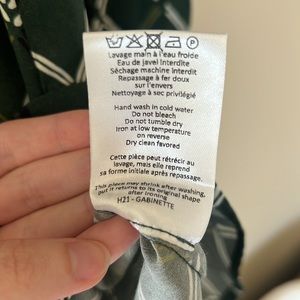 Lavage main à l'eau froide
Eau de javel interdite
Séchage machine interdit
Repassage à fer doux
sur l'envers
Nettoyage à sec privilégié
Hand wash in cold water
Do not bleach
Do not tumble dry
Iron at low temperature
on reverse
Dry clean favored
Cette pièce peut rétrécir au
lavage, mais elle reprend
sa forme initiale après repassage.
This piece may shrink after washing,
but it returns to its original shape
after ironing.
H21 - GABINETTE